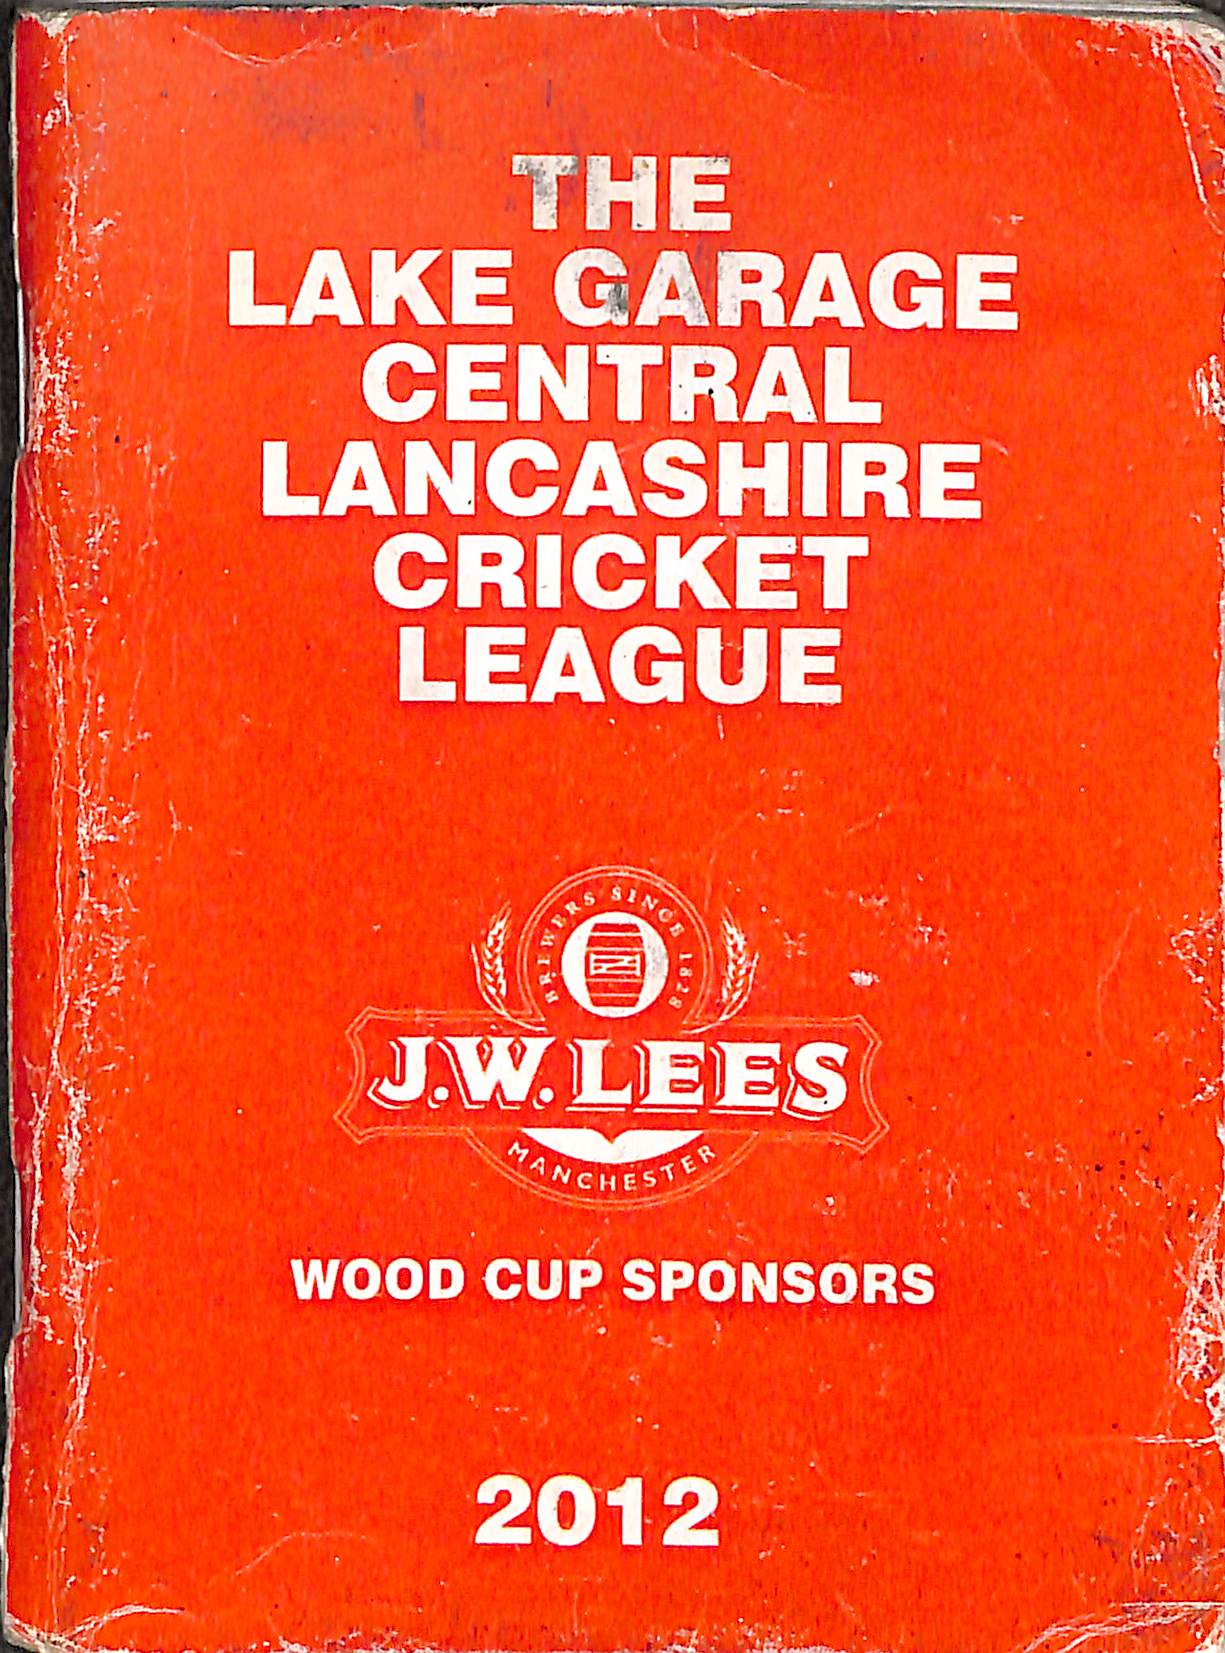 THE
LAKE GARAGE
CENTRAL
LANCASHIRE
CRICKET
LEAGUE
BREWERS SINCE 1828
J.W. LEES
MANCHESTER
WOOD CUP SPONSORS
2012